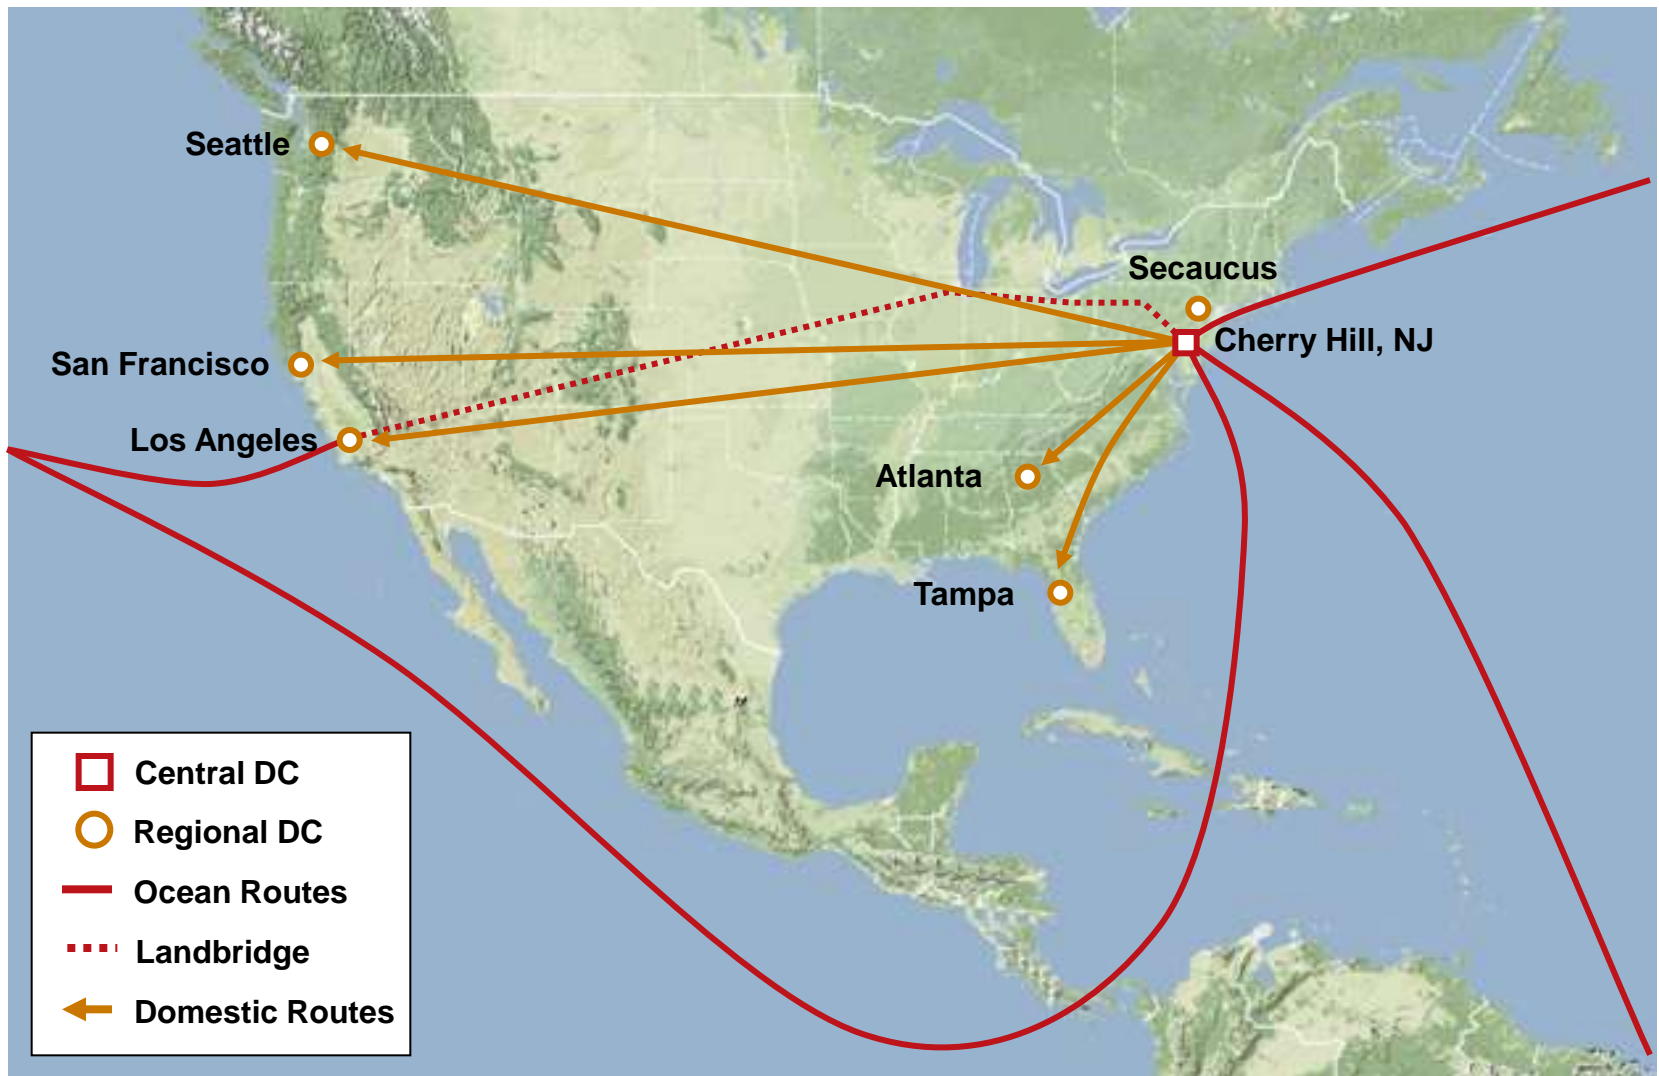 Seattle
Secaucus
Cherry Hill, NJ
San Francisco
Los Angeles
Atlanta
Tampa
Central DC
Regional DC
Ocean Routes
Landbridge
Domestic Routes